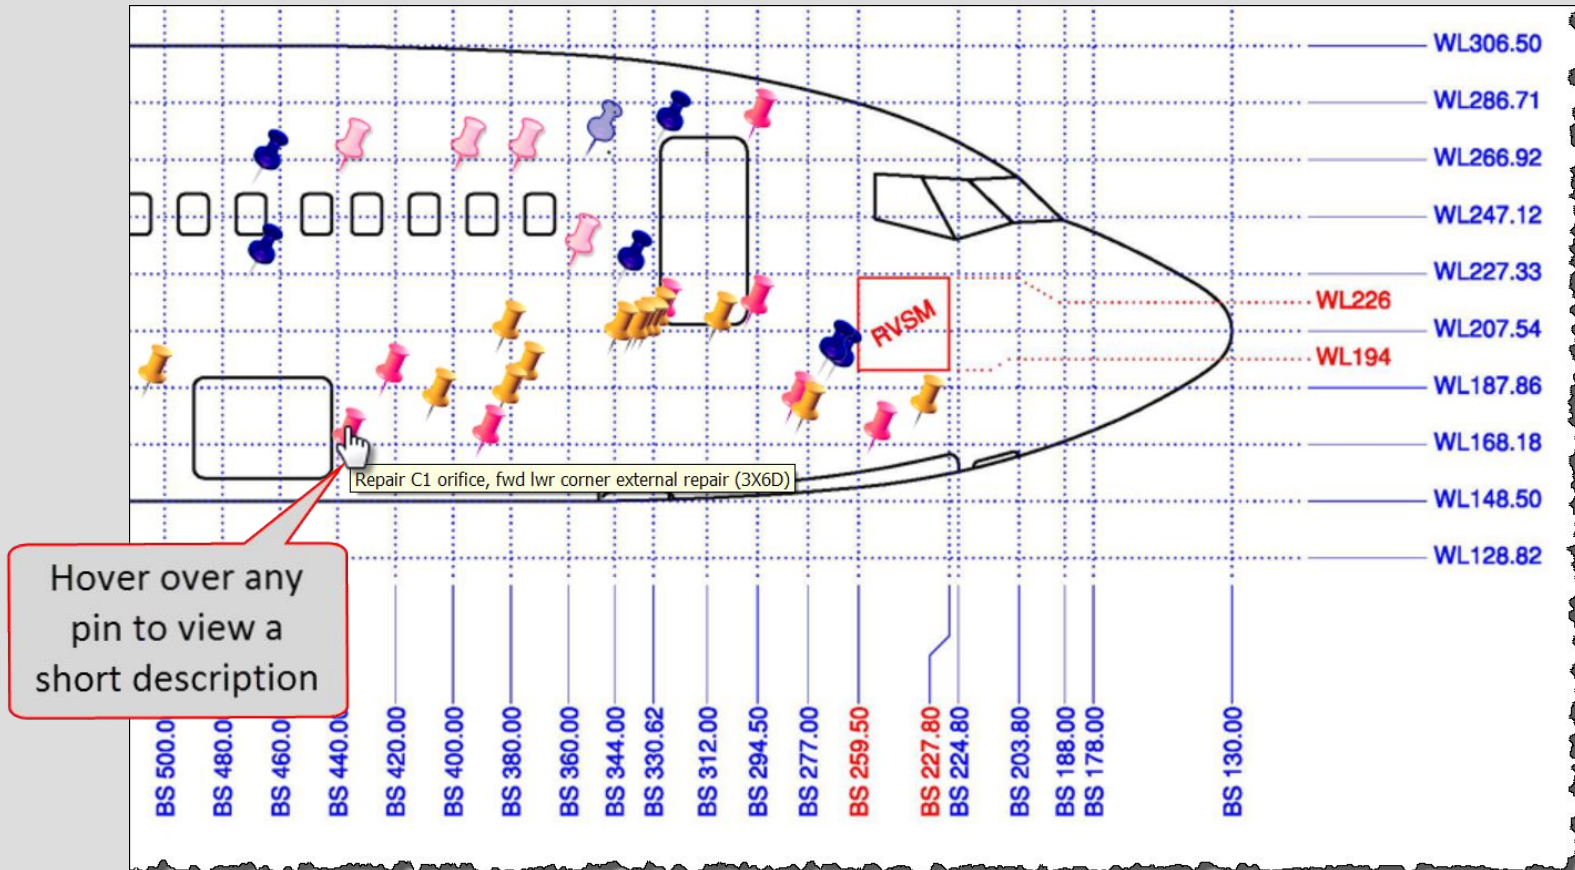 WL306.50
WL286.71
WL266.92
WL247.12
WL227.33
WL226
RVSM
WL207.54
WL194
WL187.86
WL168.18
Repair C1 orifice, fwd lwr corner external repair (3X6D)
WL148.50
WL128.82
Hover over any
pin to view a
short description
BS 500.00
BS 480.00
BS 460.00
BS 440.00
BS 420.00
BS 400.00
BS 380.00
BS 360.00
BS 344.00
BS 330.62
BS 312.00
BS 294.50
BS 277.00
BS 259.50
BS 227.80
BS 224.80
BS 203.80
BS 188.00
BS 178.00
BS 130.00